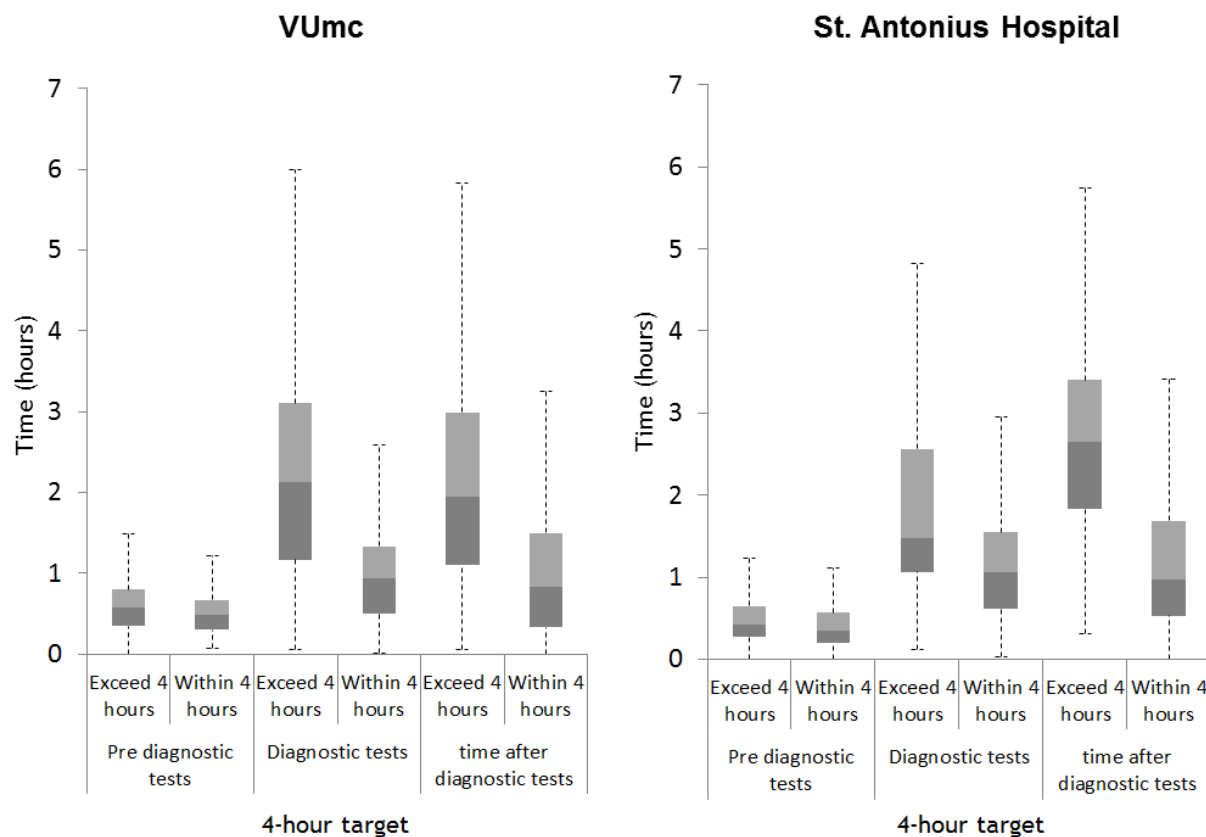 VUmc
7
6
5
4
3
2
1
0
Time (hours)
Exceed 4 hours
Within 4 hours
Exceed 4 hours
Within 4 hours
Exceed 4 hours
Within 4 hours
Pre diagnostic
tests
Diagnostic tests
time after
diagnostic tests
4-hour target
St. Antonius Hospital
7
6
5
4
3
2
1
0
Time (hours)
Exceed 4 hours
Within 4 hours
Exceed 4 hours
Within 4 hours
Exceed 4 hours
Within 4 hours
Pre diagnostic
tests
Diagnostic tests
time after
diagnostic tests
4-hour target